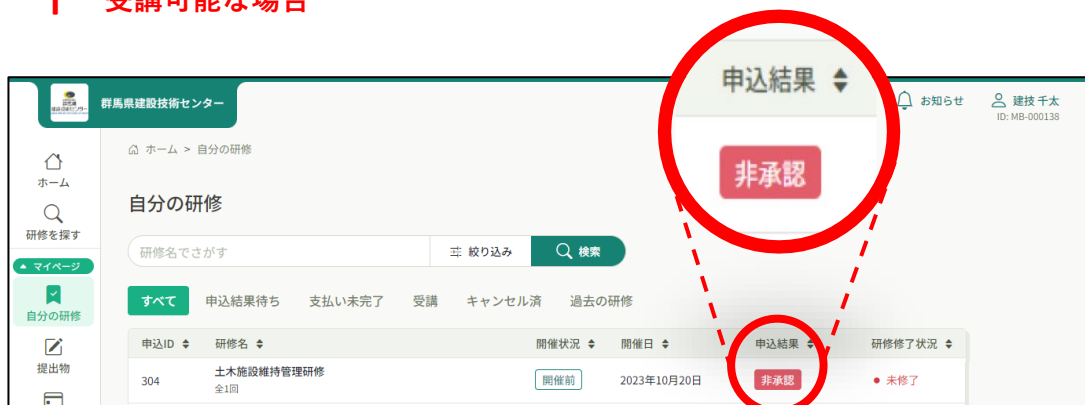 受講可能な場合
申込結果
非承認
群馬県建設技術センター
お知らせ
建技 千太
ID: MB-000138
ホーム > 自分の研修
ホーム
研修を探す
マイページ
自分の研修
提出物
自分の研修
研修名でさがす
絞り込み
検索
すべて 申込結果待ち 支払い未完了 受講 キャンセル済 過去の研修
申込ID 研修名 開催状況 開催日 申込結果 研修修了状況
304 土木施設維持管理研修 開催前 2023年10月20日 非承認 未修了
全1回